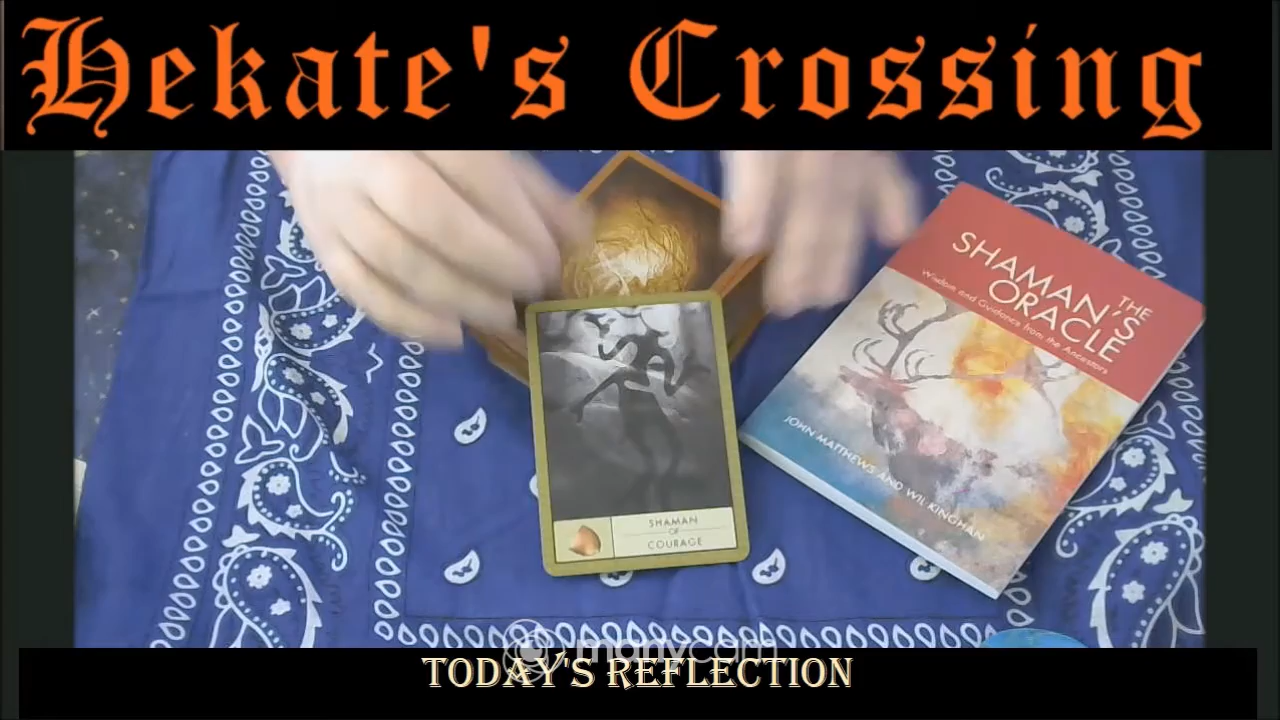 Hekate's Crossing
THE
SHAMAN'S
ORACLE
Wisdom and Guidance from the Ancestors
JOHN MATTHEWS AND WIL KINGHAN
SHAMAN
OF
COURAGE
manycam
TODAY'S REFLECTION